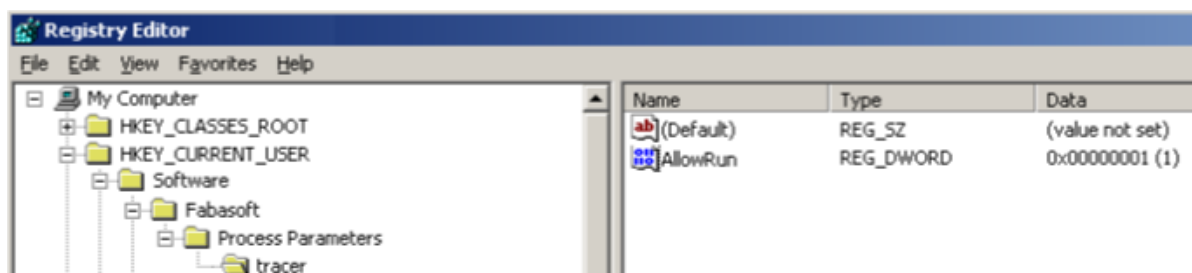 Registry Editor
File Edit View Favorites Help
My Computer
HKEY_CLASSES_ROOT
HKEY_CURRENT_USER
Software
Fabasoft
Process Parameters
tracer
Name Type Data
ab (Default) REG_SZ (value not set)
AllowRun REG_DWORD 0x00000001 (1)